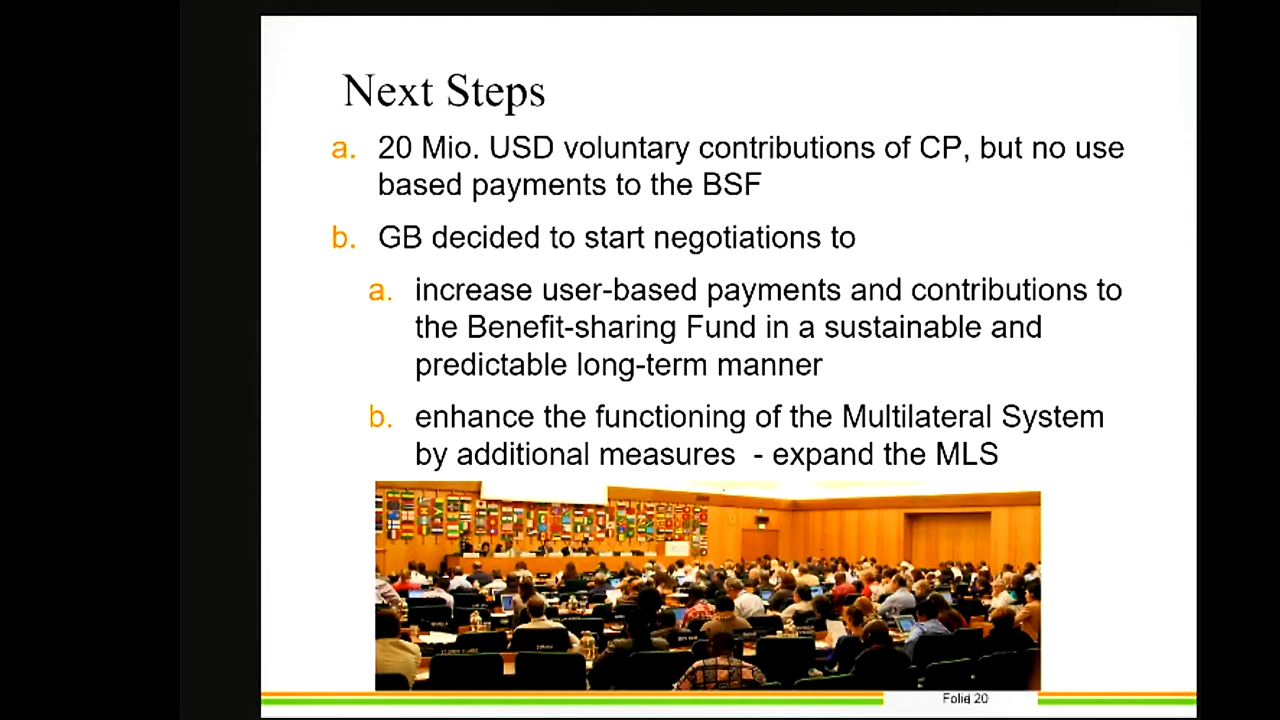 Next Steps
a. 20 Mio. USD voluntary contributions of CP, but no use
based payments to the BSF
b. GB decided to start negotiations to
a. increase user-based payments and contributions to
the Benefit-sharing Fund in a sustainable and
predictable long-term manner
b. enhance the functioning of the Multilateral System
by additional measures - expand the MLS
Folie 20